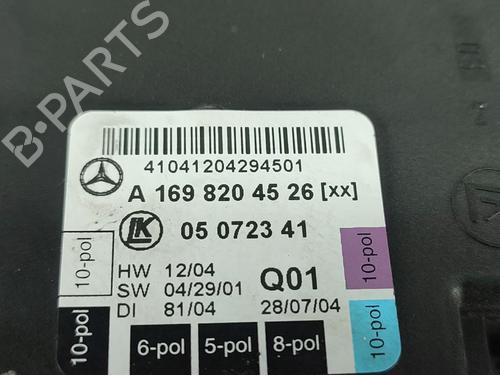 B-PARTS
41041204294501
A 169 820 45 26 [xx]
LK 05 0723 41
10-pol
10-pol
HW 12/04
SW 04/29/01
DI 81/04
Q01
28/07/04
10-pol
6-pol
5-pol
8-pol
10-pol